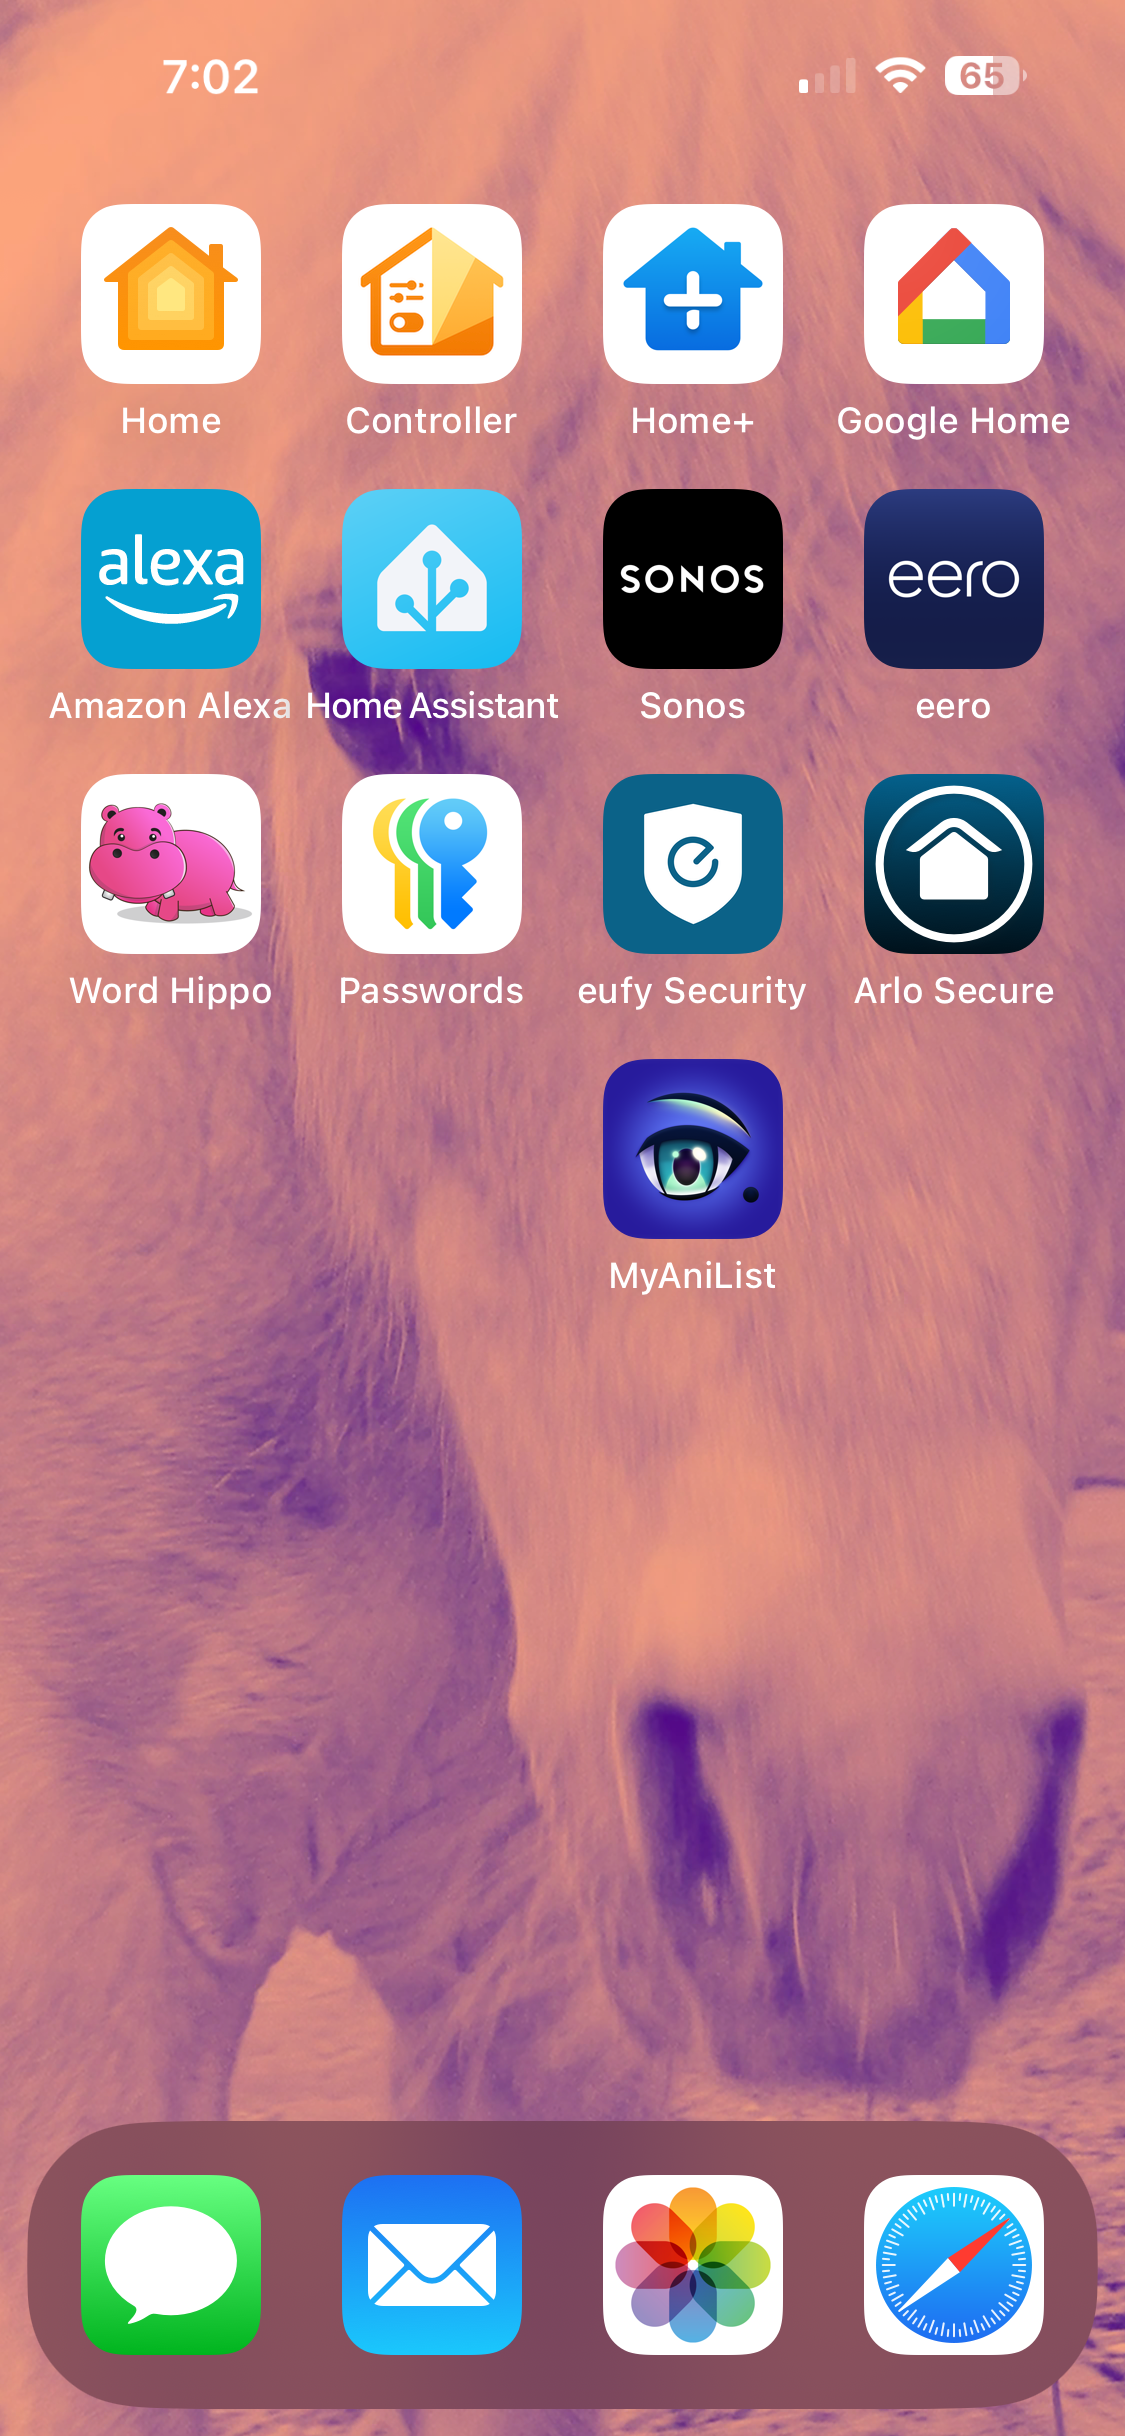 7:02
65
Home Controller Home+ Google Home
alexa SONOS eero
Amazon Alexa Home Assistant Sonos eero
Word Hippo Passwords eufy Security Arlo Secure
MyAniList